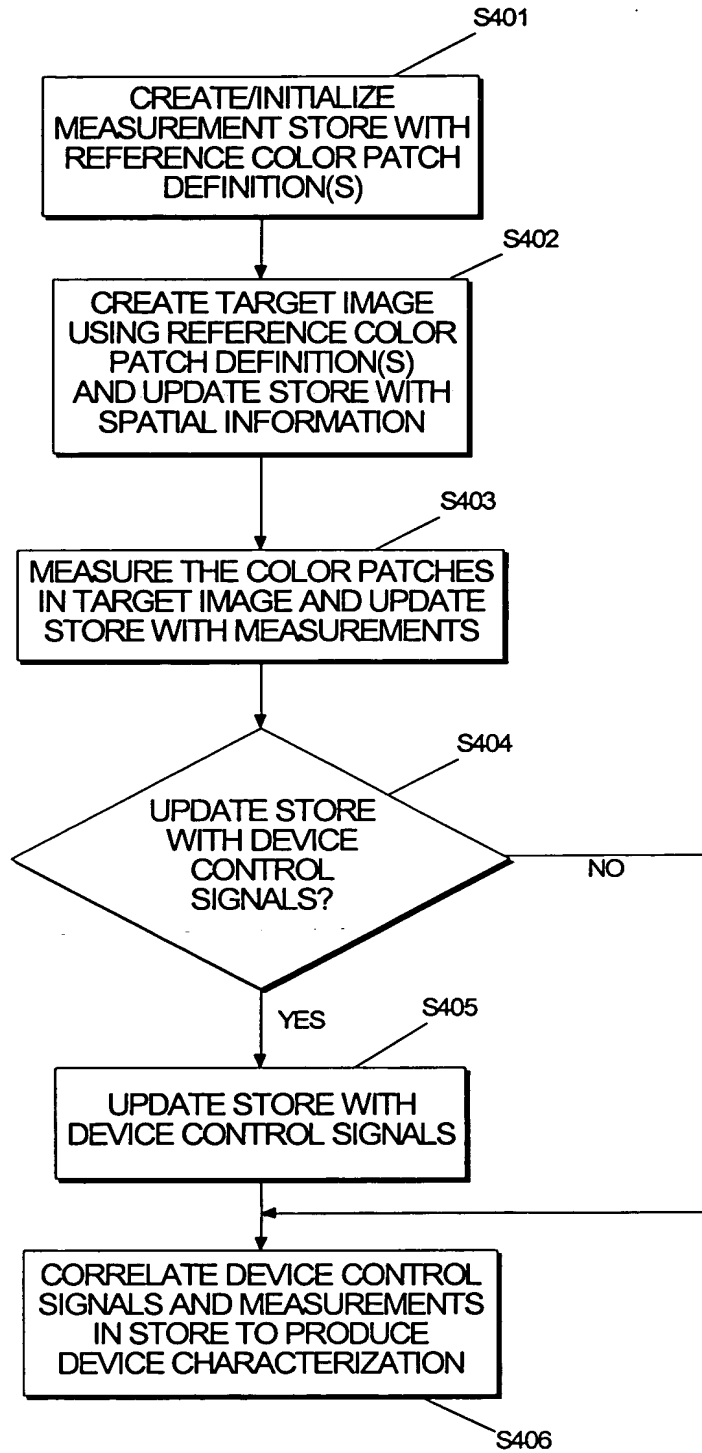 S401
CREATE/INITIALIZE
MEASUREMENT STORE WITH
REFERENCE COLOR PATCH
DEFINITION(S)
S402
CREATE TARGET IMAGE
USING REFERENCE COLOR
PATCH DEFINITION(S)
AND UPDATE STORE WITH
SPATIAL INFORMATION
S403
MEASURE THE COLOR PATCHES
IN TARGET IMAGE AND UPDATE
STORE WITH MEASUREMENTS
S404
UPDATE STORE
WITH DEVICE
CONTROL
SIGNALS?
NO
YES
S405
UPDATE STORE WITH
DEVICE CONTROL SIGNALS
CORRELATE DEVICE CONTROL
SIGNALS AND MEASUREMENTS
IN STORE TO PRODUCE
DEVICE CHARACTERIZATION
S406